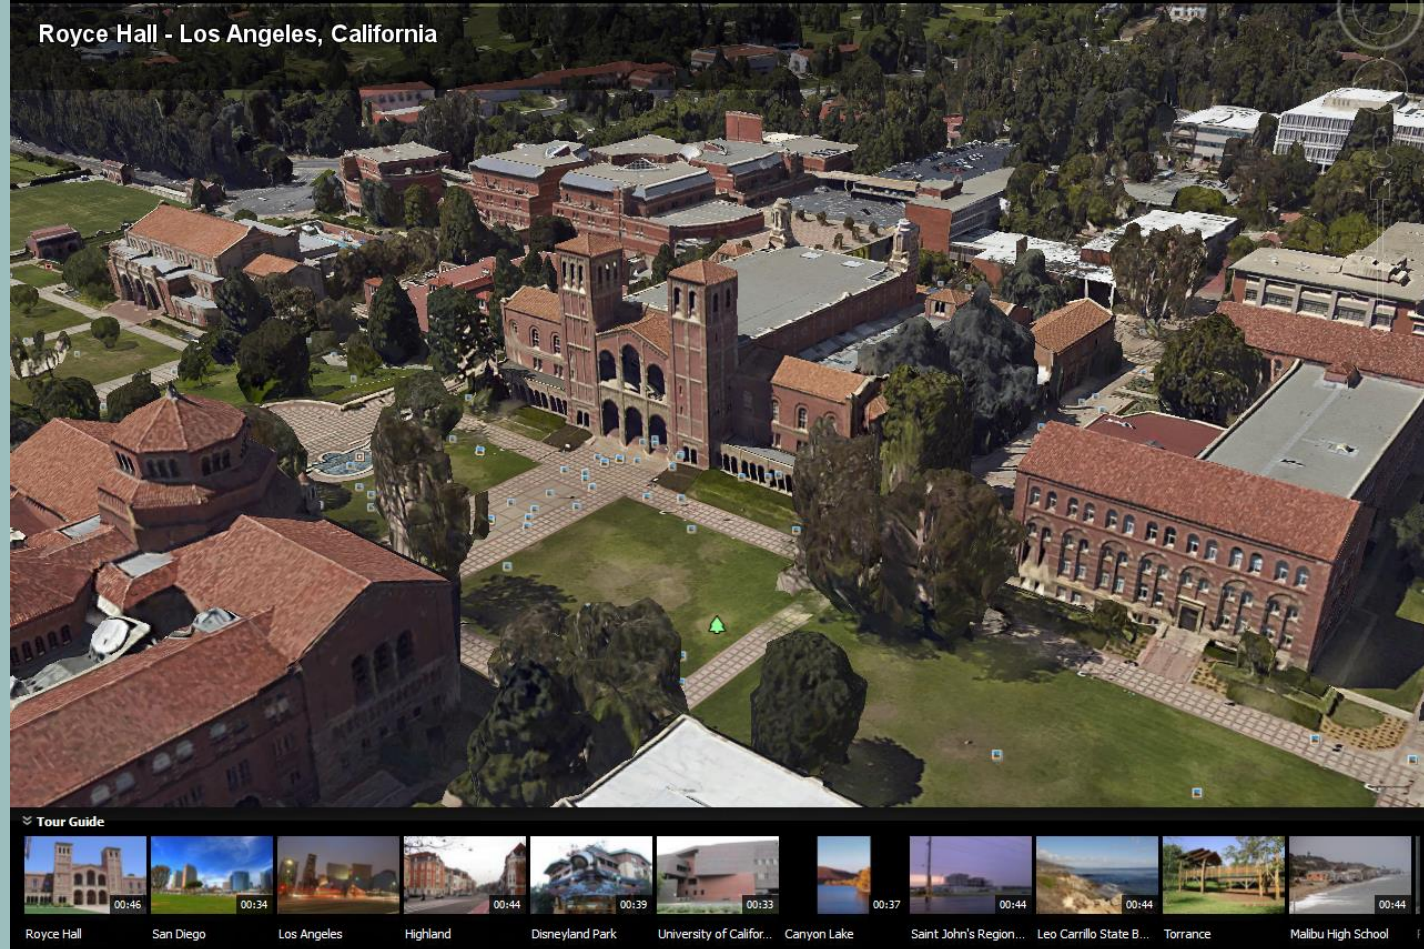 Royce Hall - Los Angeles, California
Tour Guide
00:46
00:34
00:44
00:39
00:33
00:37
00:44
00:44
00:44
Royce Hall
San Diego
Los Angeles
Highland
Disneyland Park
University of Califor...
Canyon Lake
Saint John's Region...
Leo Carrillo State B...
Torrance
Malibu High School